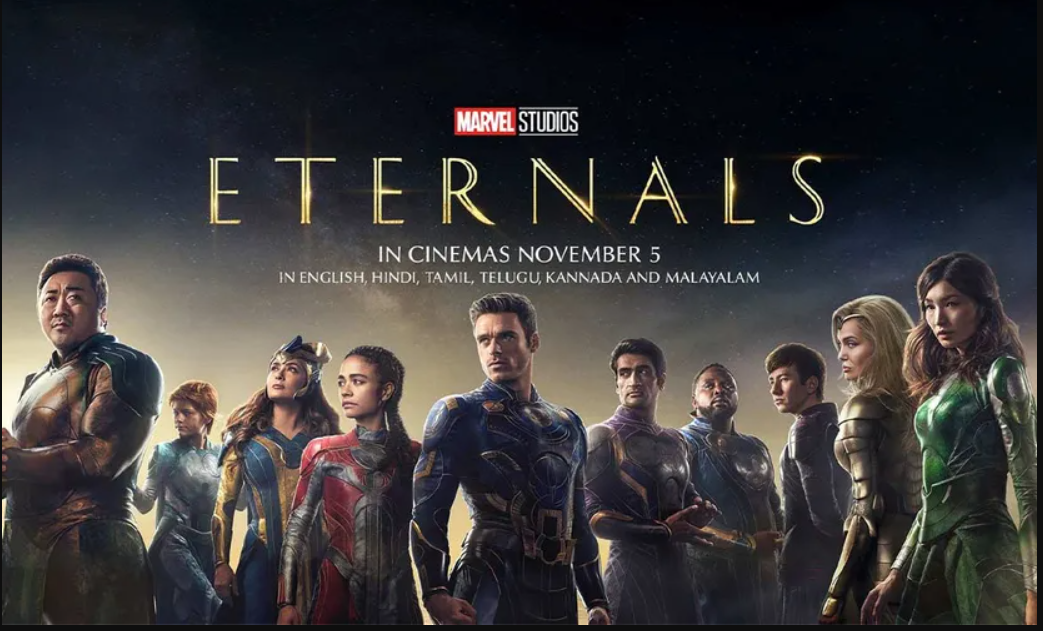 MARVEL STUDIOS
ETERNALS
IN CINEMAS NOVEMBER 5
IN ENGLISH, HINDI, TAMIL, TELUGU, KANNADA AND MALAYALAM